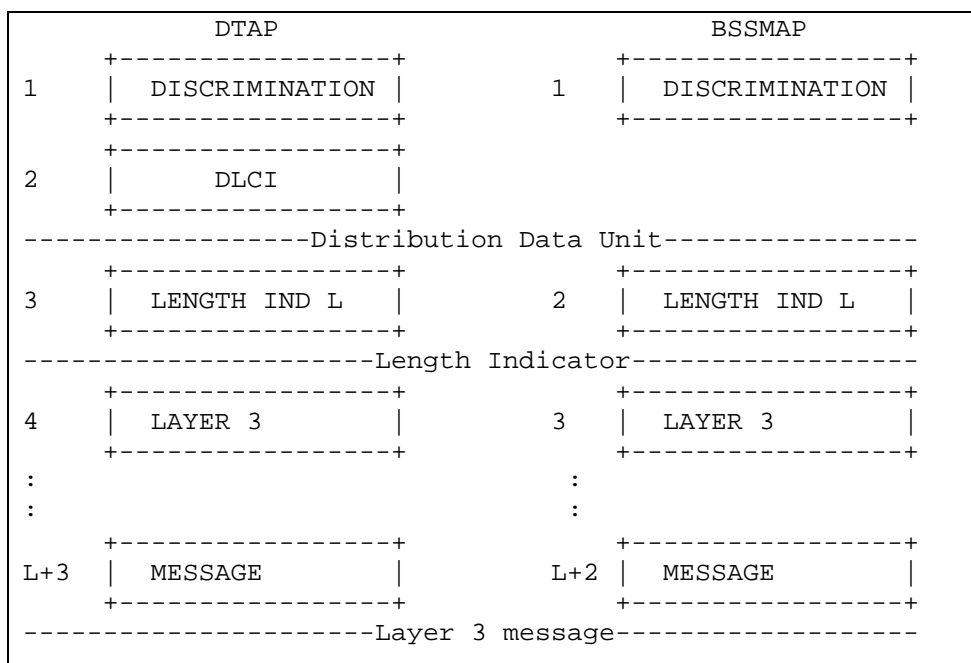 DTAP                           BSSMAP
     +-----------------+             +-----------------+
1    |  DISCRIMINATION |         1   |  DISCRIMINATION |
     +-----------------+             +-----------------+
     +-----------------+
2    |      DLCI       |
     +-----------------+
------------------Distribution Data Unit----------------
     +-----------------+             +-----------------+
3    |  LENGTH IND L   |         2   |  LENGTH IND L   |
     +-----------------+             +-----------------+
----------------------Length Indicator------------------
     +-----------------+             +-----------------+
4    |  LAYER 3        |         3   |  LAYER 3        |
     +-----------------+             +-----------------+
:                                 :
:                                 :
     +-----------------+             +-----------------+
L+3  |  MESSAGE        |         L+2 |  MESSAGE        |
     +-----------------+             +-----------------+
----------------------Layer 3 message-------------------